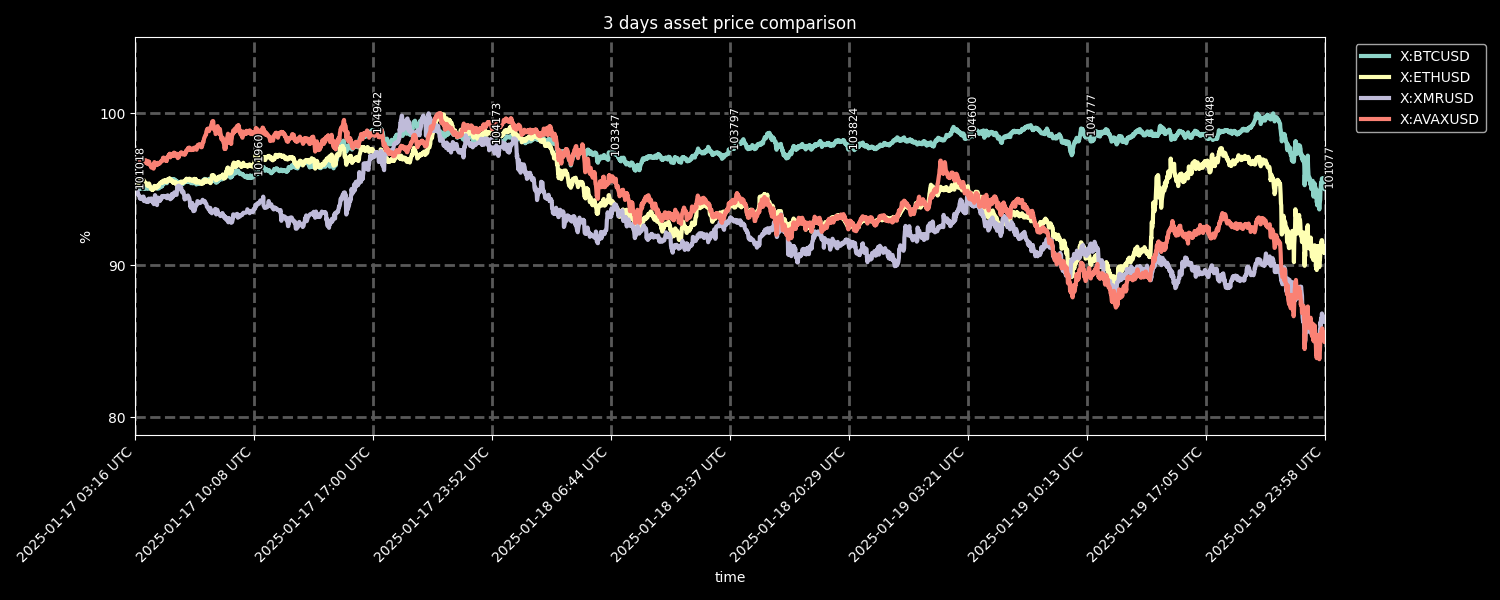 3 days asset price comparison
X:BTCUSD
X:ETHUSD
X:XMRUSD
X:AVAXUSD
100
90
80
%
101018
101960
104942
104173
103347
103797
103824
104600
104777
104648
101077
2025-01-17 03:16 UTC
2025-01-17 10:08 UTC
2025-01-17 17:00 UTC
2025-01-17 23:52 UTC
2025-01-18 06:44 UTC
2025-01-18 13:37 UTC
2025-01-18 20:29 UTC
2025-01-19 03:21 UTC
2025-01-19 10:13 UTC
2025-01-19 17:05 UTC
2025-01-19 23:58 UTC
time